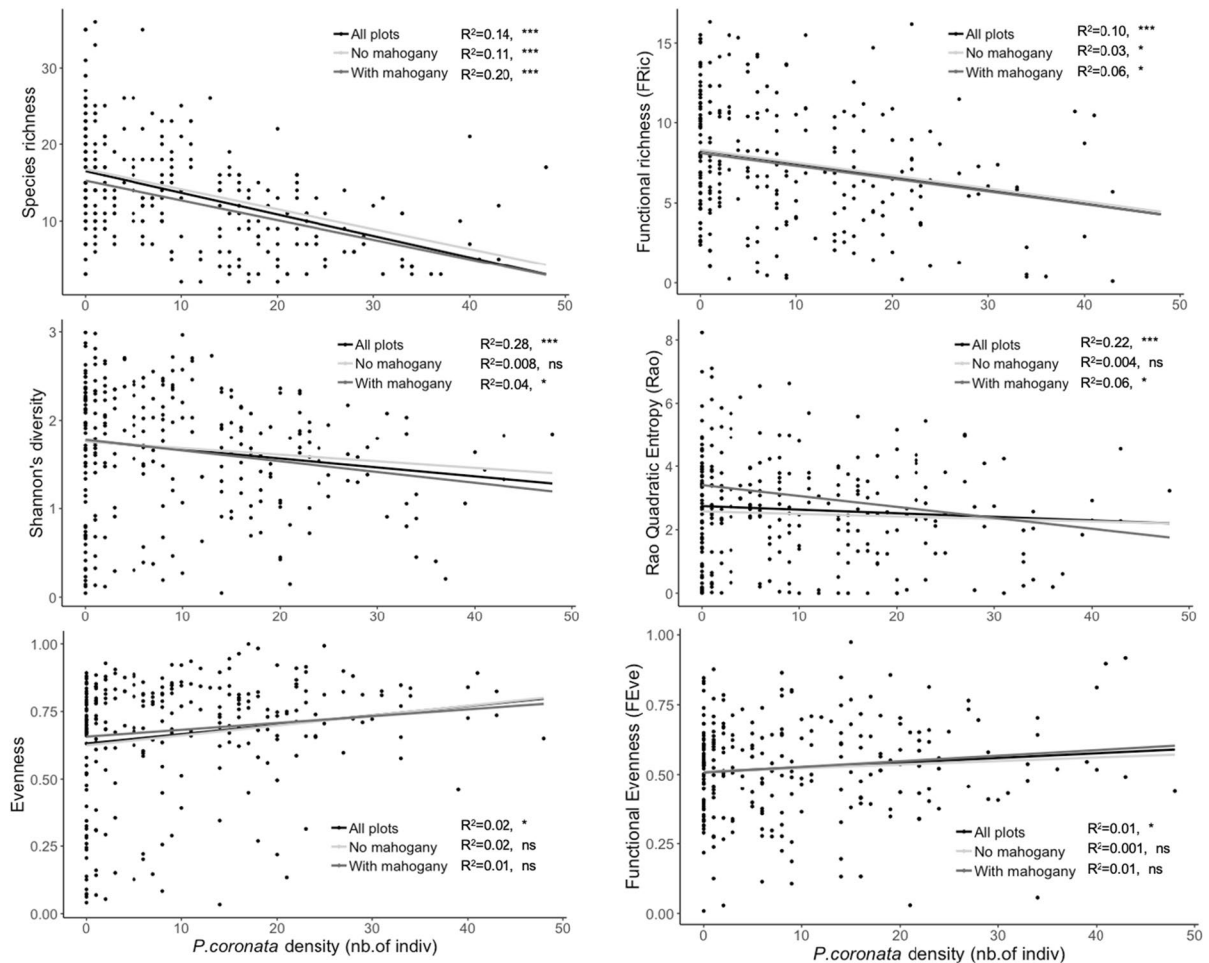 Species richness
30
20
10
0
10
20
30
40
50
All plots R²=0.14, ***
No mahogany R²=0.11, ***
With mahogany R²=0.20, ***
Functional richness (FRic)
15
10
5
0
0
10
20
30
40
50
All plots R²=0.10, ***
No mahogany R²=0.03, *
With mahogany R²=0.06, *
Shannon's diversity
3
2
1
0
0
10
20
30
40
50
All plots R²=0.28, ***
No mahogany R²=0.008, ns
With mahogany R²=0.04, *
Rao Quadratic Entropy (Rao)
8
6
4
2
0
0
10
20
30
40
50
All plots R²=0.22, ***
No mahogany R²=0.004, ns
With mahogany R²=0.06, *
Evenness
1.00
0.75
0.50
0.25
0.00
0
10
20
30
40
50
All plots R²=0.02, *
No mahogany R²=0.02, ns
With mahogany R²=0.01, ns
P.coronata density (nb.of indiv)
Functional Evenness (FEve)
1.00
0.75
0.50
0.25
0.00
0
10
20
30
40
50
All plots R²=0.01, *
No mahogany R²=0.001, ns
With mahogany R²=0.01, ns
P.coronata density (nb.of indiv)